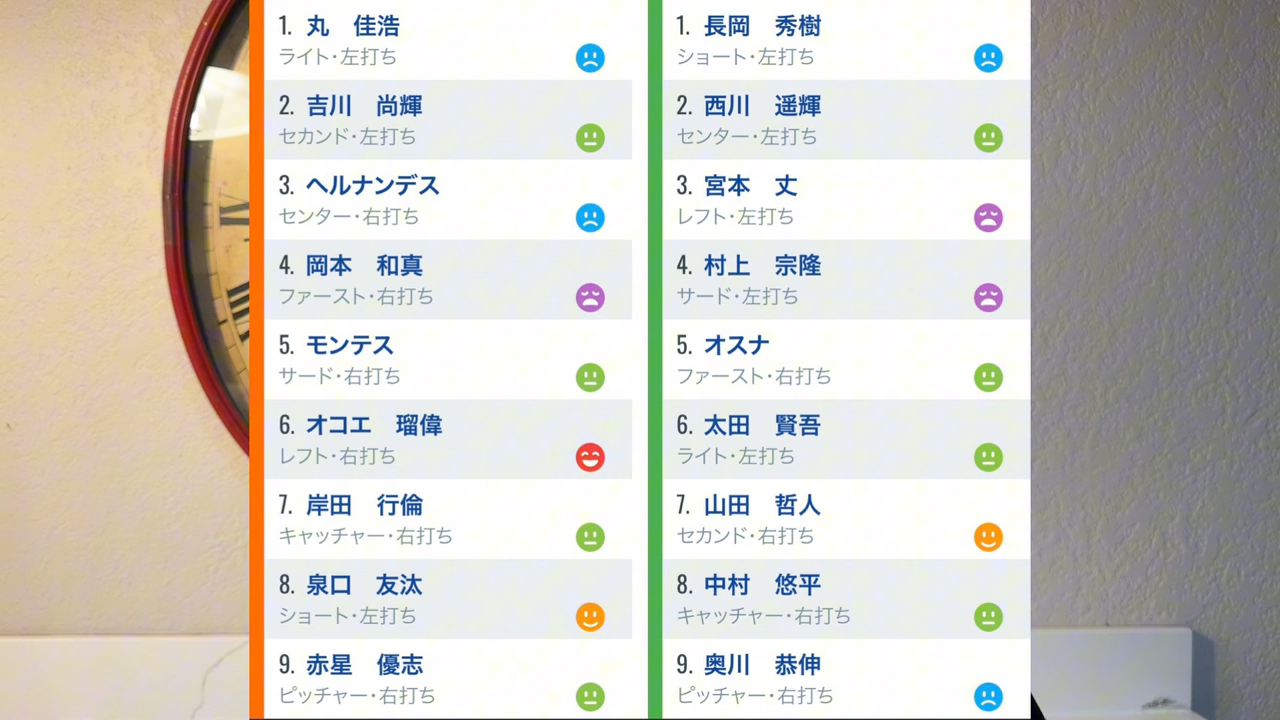 1. 丸　佳浩
ライト・左打ち
2. 吉川　尚輝
セカンド・左打ち
3. ヘルナンデス
センター・右打ち
4. 岡本　和真
ファースト・右打ち
5. モンテス
サード・右打ち
6. オコエ　瑠偉
レフト・右打ち
7. 岸田　行倫
キャッチャー・右打ち
8. 泉口　友汰
ショート・左打ち
9. 赤星　優志
ピッチャー・右打ち
1. 長岡　秀樹
ショート・左打ち
2. 西川　遥輝
センター・左打ち
3. 宮本　丈
レフト・左打ち
4. 村上　宗隆
サード・左打ち
5. オスナ
ファースト・右打ち
6. 太田　賢吾
ライト・左打ち
7. 山田　哲人
セカンド・右打ち
8. 中村　悠平
キャッチャー・右打ち
9. 奥川　恭伸
ピッチャー・右打ち